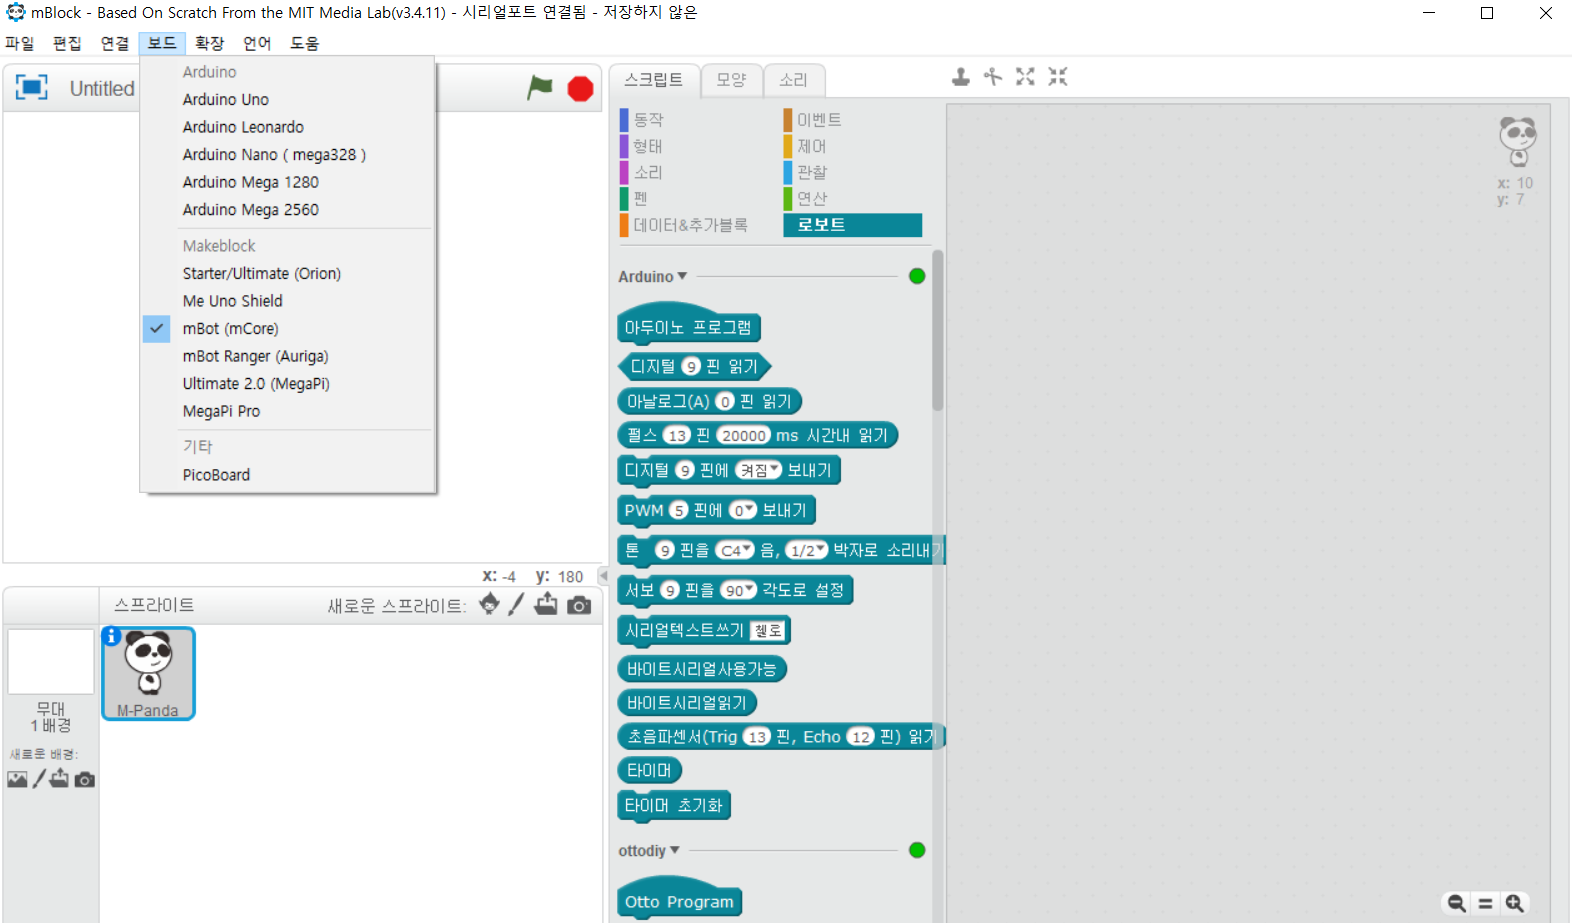 mBlock - Based On Scratch From the MIT Media Lab(v3.4.11) - 시리얼포트 연결됨 - 저장하지 않은
파일 편집 연결 보드 확장 언어 도움
Untitled
Arduino
Arduino Uno
Arduino Leonardo
Arduino Nano ( mega328 )
Arduino Mega 1280
Arduino Mega 2560
Makeblock
Starter/Ultimate (Orion)
Me Uno Shield
mBot (mCore)
mBot Ranger (Auriga)
Ultimate 2.0 (MegaPi)
MegaPi Pro
기타
PicoBoard
x: -4 y: 180
스프라이트 새로운 스프라이트:
M-Panda
무대
1 배경
새로운 배경:
스크립트 모양 소리
동작 이벤트
형태 제어
소리 관찰
펜 연산
데이터&추가블록 로보트
Arduino
아두이노 프로그램
디지털 9 핀 읽기
아날로그(A) 0 핀 읽기
펄스 13 핀 20000 ms 시간내 읽기
디지털 9 핀에 켜짐 보내기
PWM 5 핀에 0 보내기
톤 9 핀을 C4 음, 1/2 박자로 소리내기
서보 9 핀을 90 각도로 설정
시리얼텍스트쓰기 헬로
바이트시리얼사용가능
바이트시리얼읽기
초음파센서(Trig 13 핀, Echo 12 핀) 읽기
타이머
타이머 초기화
ottodiy
Otto Program
x: 10
y: 7